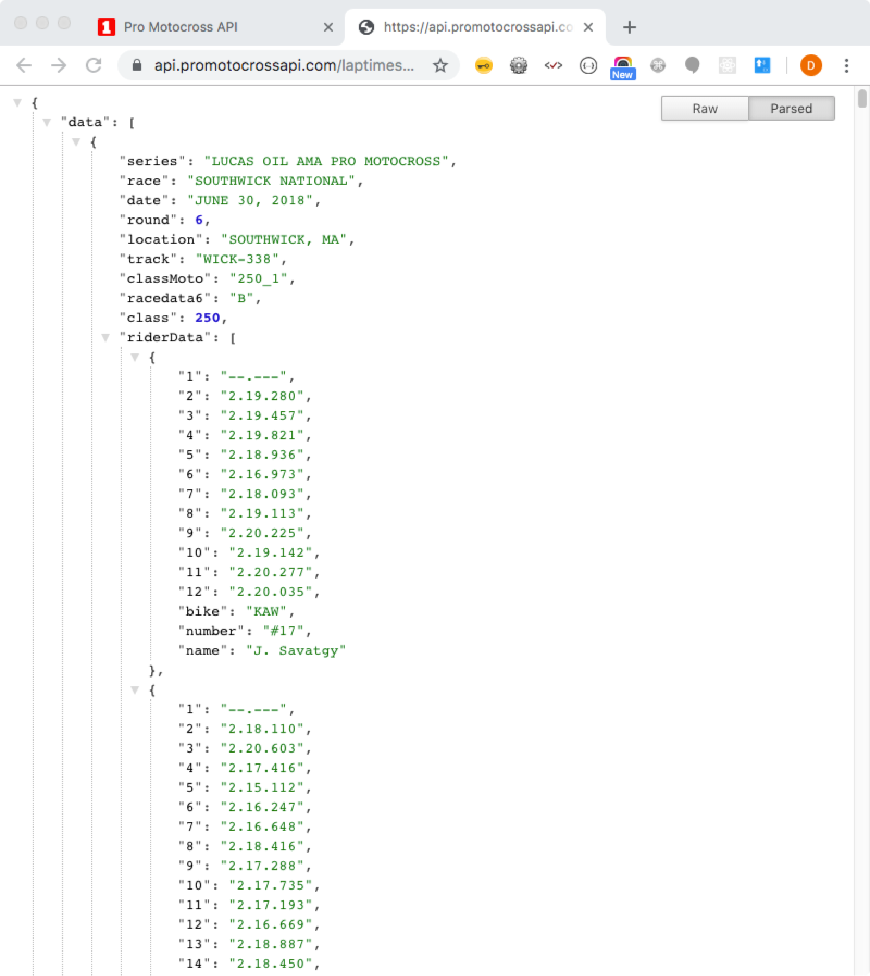 1 Pro Motocross API
https://api.promotocrossapi.co
api.promotocrossapi.com/laptimes...
New
D
Raw
Parsed
{
"data": [
{
"series": "LUCAS OIL AMA PRO MOTOCROSS",
"race": "SOUTHWICK NATIONAL",
"date": "JUNE 30, 2018",
"round": 6,
"location": "SOUTHWICK, MA",
"track": "WICK-338",
"classMoto": "250_1",
"racedata6": "B",
"class": 250,
"riderData": [
{
"1": "--.---",
"2": "2.19.280",
"3": "2.19.457",
"4": "2.19.821",
"5": "2.18.936",
"6": "2.16.973",
"7": "2.18.093",
"8": "2.19.113",
"9": "2.20.225",
"10": "2.19.142",
"11": "2.20.277",
"12": "2.20.035",
"bike": "KAW",
"number": "#17",
"name": "J. Savatgy"
},
{
"1": "--.---",
"2": "2.18.110",
"3": "2.20.603",
"4": "2.17.416",
"5": "2.15.112",
"6": "2.16.247",
"7": "2.16.648",
"8": "2.18.416",
"9": "2.17.288",
"10": "2.17.735",
"11": "2.17.193",
"12": "2.16.669",
"13": "2.18.887",
"14": "2.18.450",